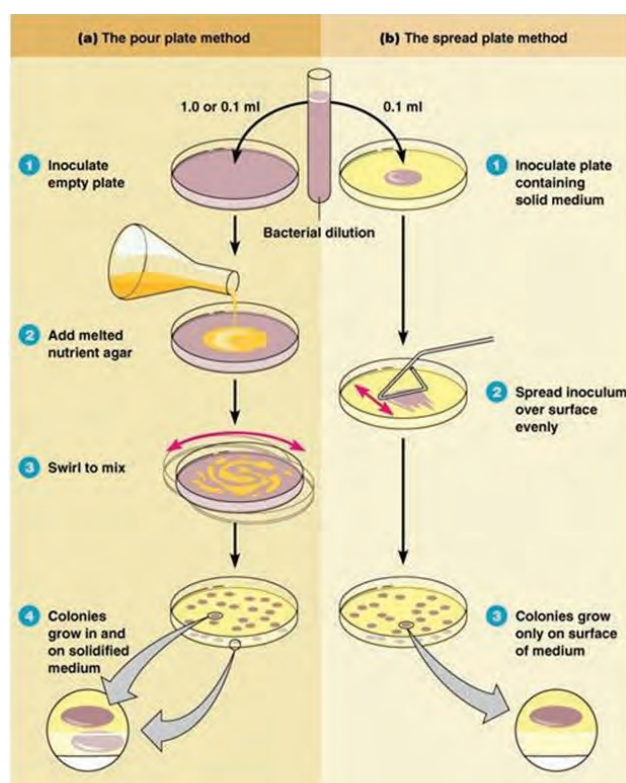 (a) The pour plate method
(b) The spread plate method
1.0 or 0.1 ml
0.1 ml
1 Inoculate
empty plate
1 Inoculate plate
containing
solid medium
Bacterial dilution
2 Add melted
nutrient agar
2 Spread inoculum
over surface
evenly
3 Swirl to mix
4 Colonies
grow in and
on solidified
medium
3 Colonies grow
only on surface
of medium